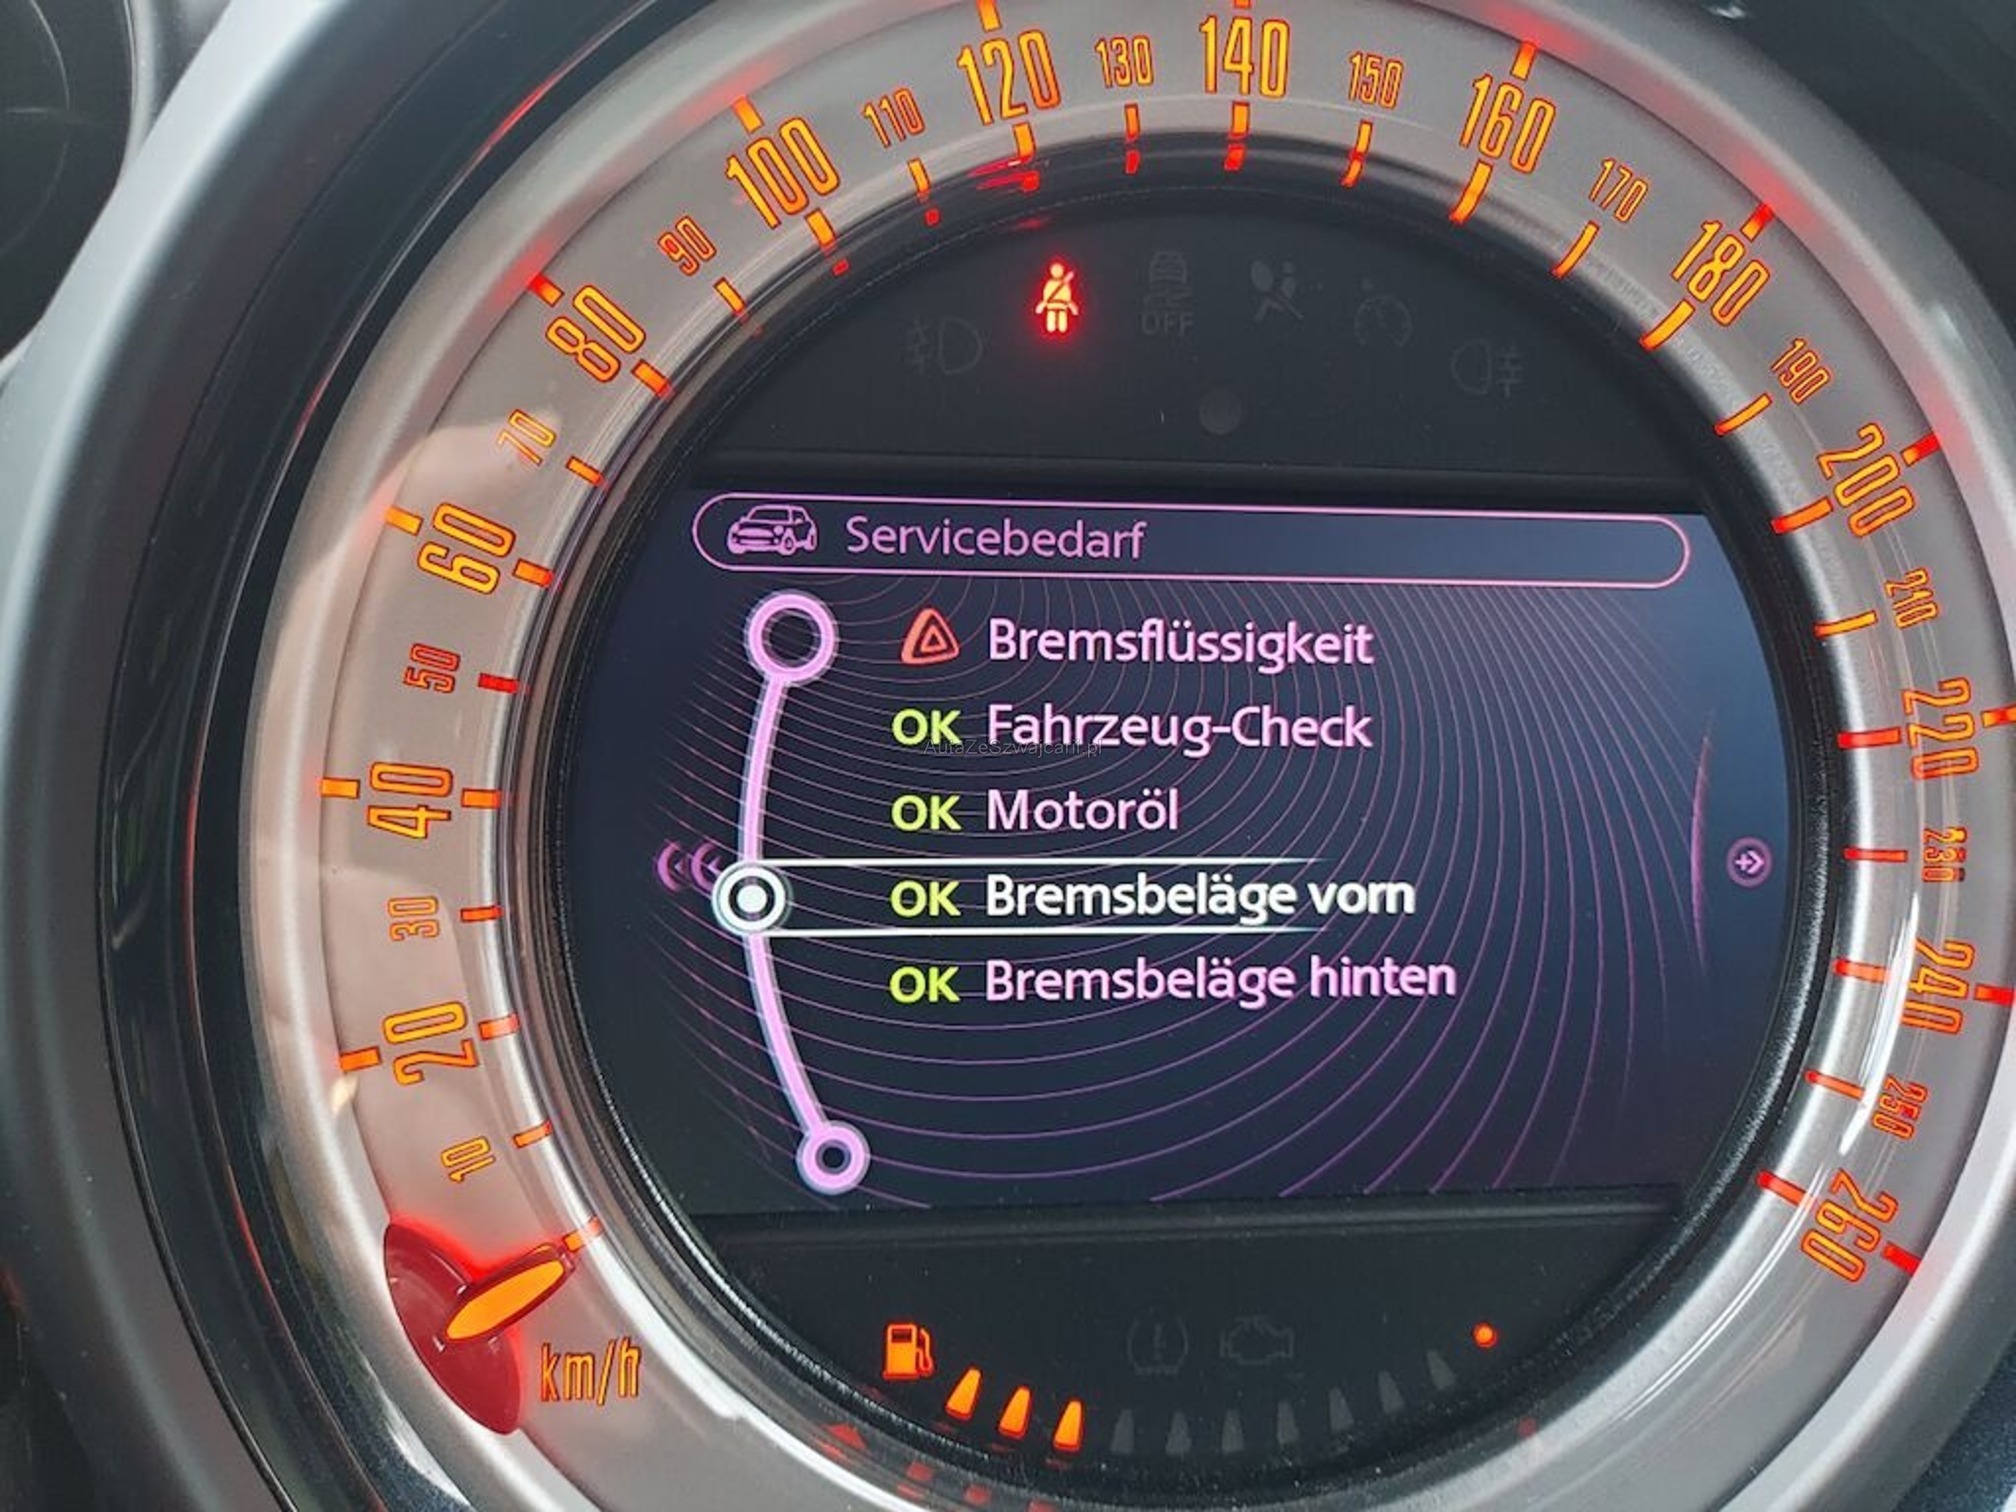 10
20
30
40
50
60
70
80
90
100
110
120
130
140
150
160
170
180
190
200
210
220
230
240
250
260
km/h
OFF
Servicebedarf
Bremsflüssigkeit
OK Fahrzeug-Check
AutaZeSzwajcarii.pl
OK Motoröl
OK Bremsbeläge vorn
OK Bremsbeläge hinten